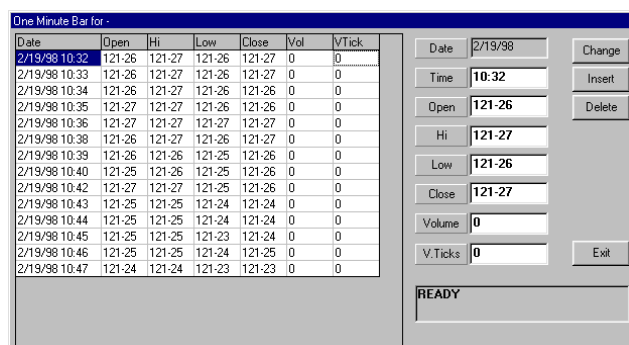 One Minute Bar for -
Date Open Hi Low Close Vol VTick
2/19/98 10:32 121-26 121-27 121-26 121-27 0 0
2/19/98 10:33 121-26 121-27 121-26 121-27 0 0
2/19/98 10:34 121-26 121-26 121-26 121-26 0 0
2/19/98 10:35 121-27 121-27 121-26 121-27 0 0
2/19/98 10:36 121-27 121-27 121-27 121-27 0 0
2/19/98 10:38 121-26 121-27 121-26 121-26 0 0
2/19/98 10:39 121-26 121-26 121-25 121-26 0 0
2/19/98 10:40 121-25 121-26 121-25 121-26 0 0
2/19/98 10:42 121-27 121-27 121-25 121-26 0 0
2/19/98 10:43 121-25 121-25 121-24 121-24 0 0
2/19/98 10:44 121-25 121-25 121-24 121-24 0 0
2/19/98 10:45 121-25 121-25 121-23 121-24 0 0
2/19/98 10:46 121-25 121-25 121-24 121-25 0 0
2/19/98 10:47 121-24 121-24 121-23 121-23 0 0
Date 2/19/98 Change
Time 10:32 Insert
Open 121-26 Delete
Hi 121-27
Low 121-26
Close 121-27
Volume 0
V.Ticks 0 Exit
READY